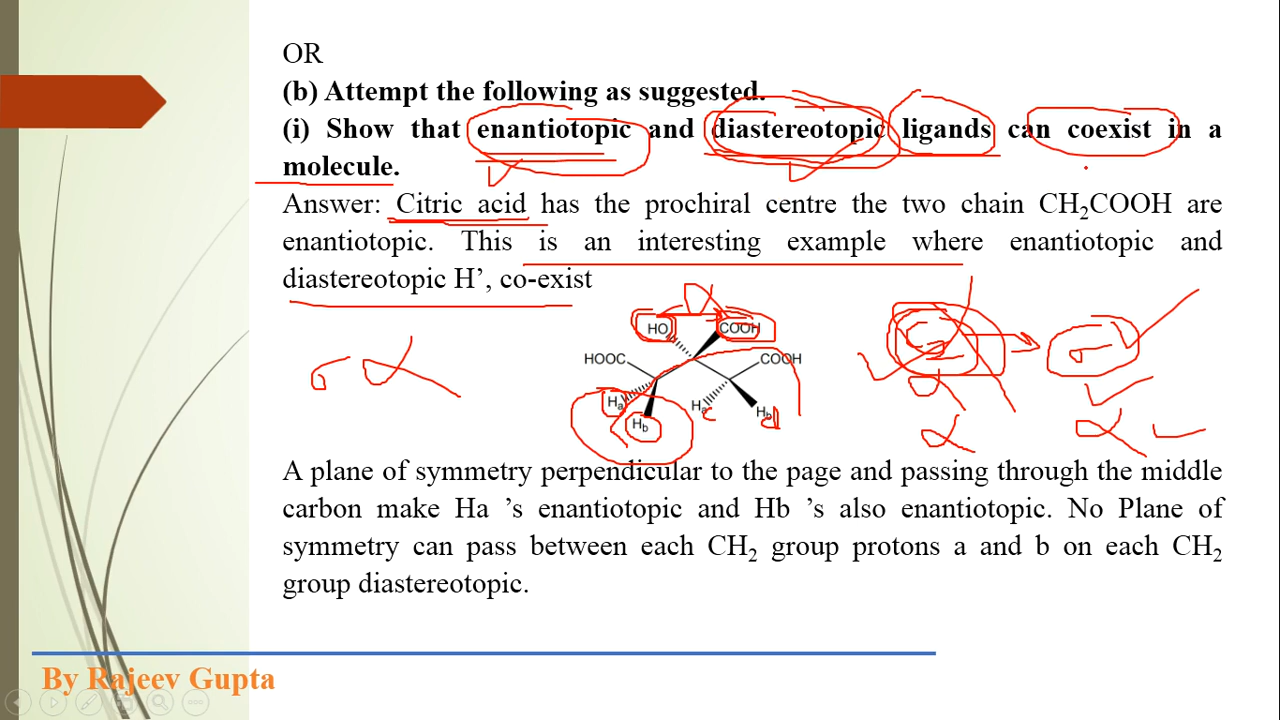 OR
(b) Attempt the following as suggested.
(i) Show that enantiotopic and diastereotopic ligands can coexist in a
molecule.
Answer: Citric acid has the prochiral centre the two chain CH₂COOH are
enantiotopic. This is an interesting example where enantiotopic and
diastereotopic H’, co-exist
HO COOH
HOOC COOH
Ha Ha c
Hb Hb d
σ α
σ
α α
A plane of symmetry perpendicular to the page and passing through the middle
carbon make Ha ’s enantiotopic and Hb ’s also enantiotopic. No Plane of
symmetry can pass between each CH₂ group protons a and b on each CH₂
group diastereotopic.
By Rajeev Gupta